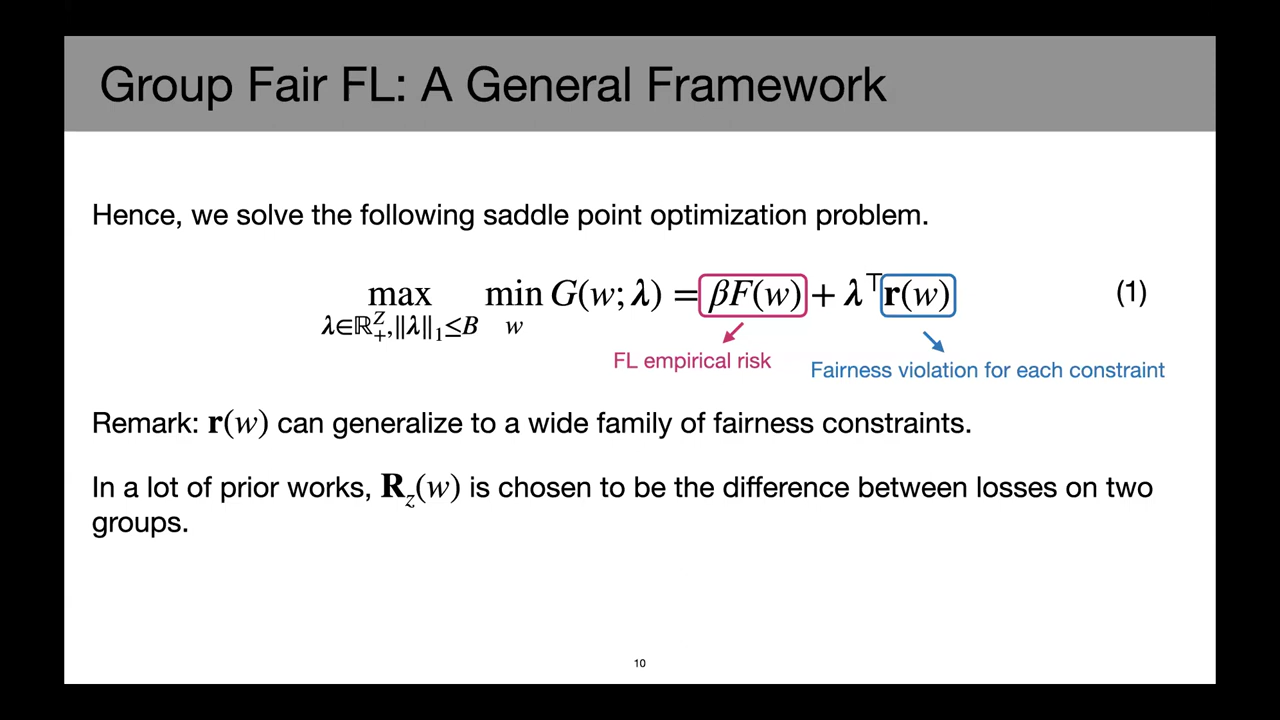 Group Fair FL: A General Framework
Hence, we solve the following saddle point optimization problem.
max min G(w; λ) = βF(w) + λ⊤r(w) (1)
λ∈ℝ₊ᶻ,‖λ‖₁≤B w
FL empirical risk
Fairness violation for each constraint
Remark: r(w) can generalize to a wide family of fairness constraints.
In a lot of prior works, R_z(w) is chosen to be the difference between losses on two
groups.
10